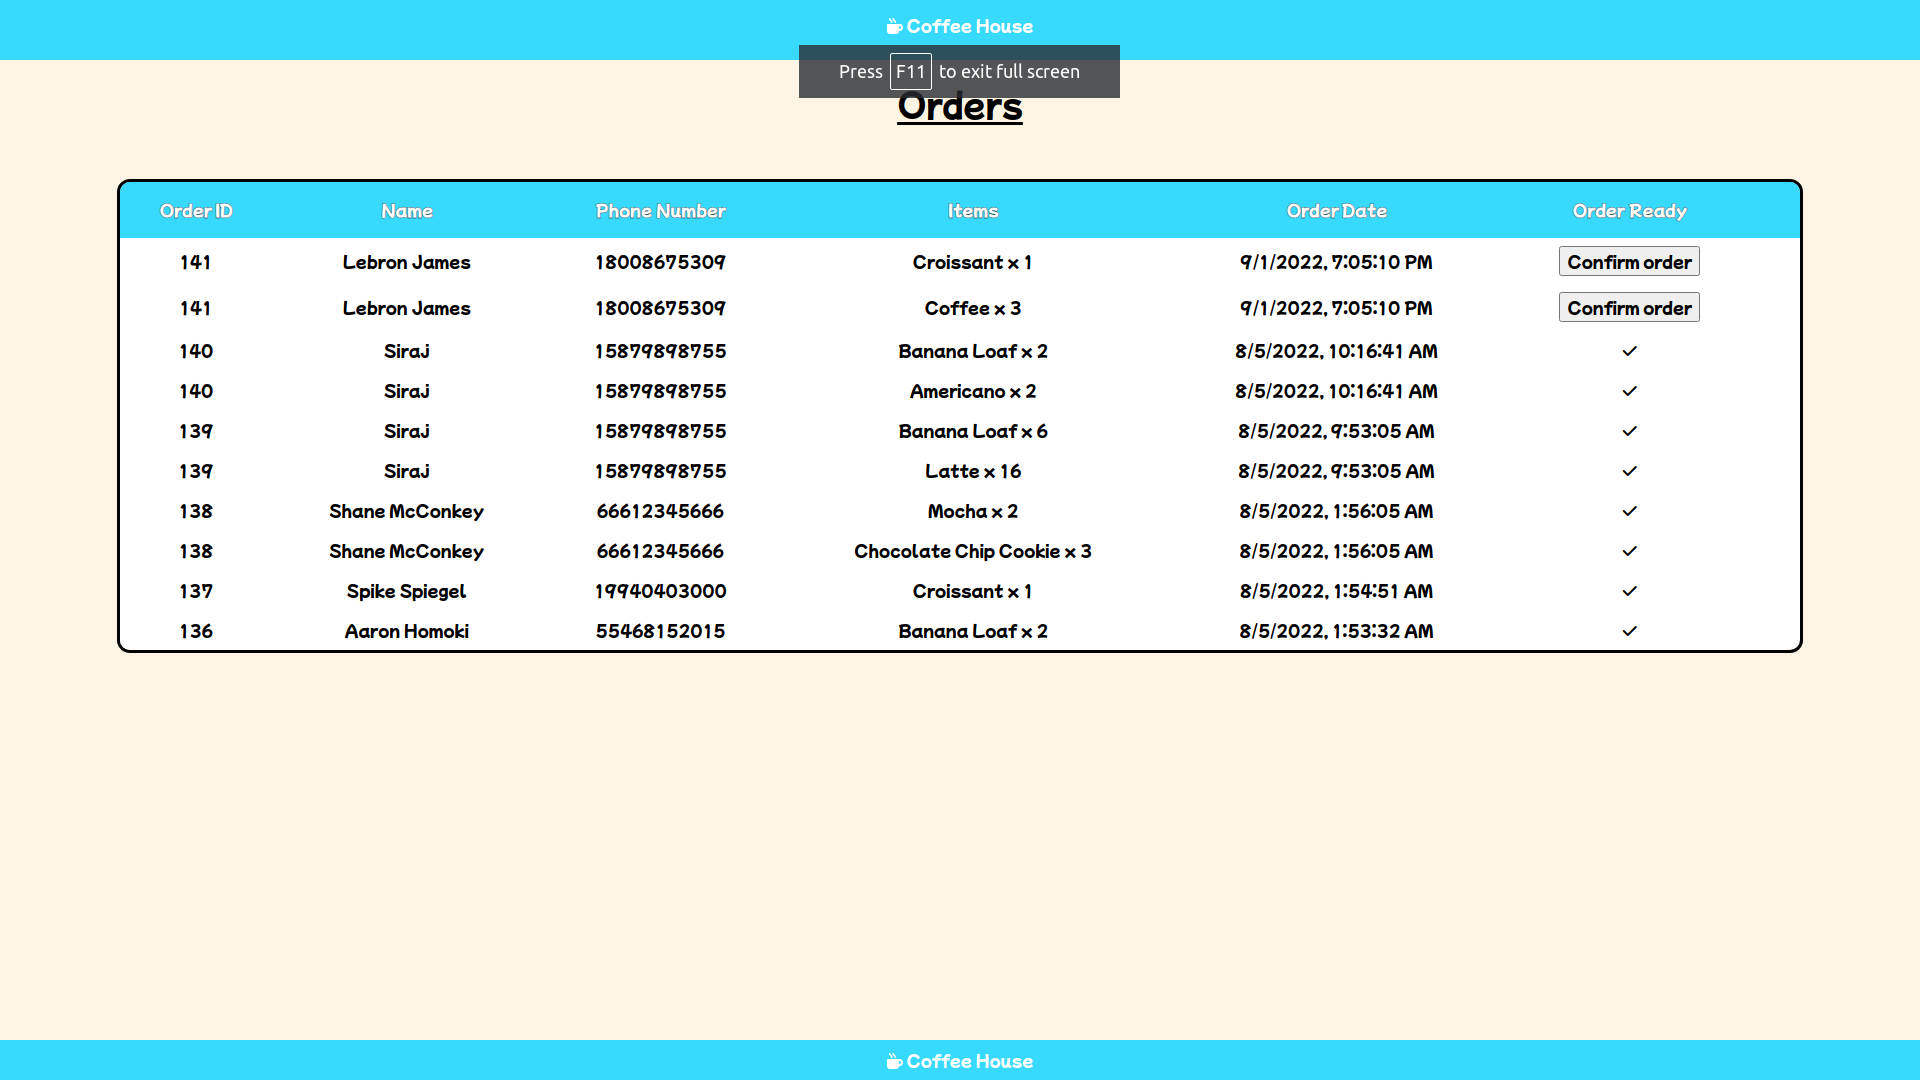 Coffee House
Press F11 to exit full screen
Orders
Order ID Name Phone Number Items Order Date Order Ready
141 Lebron James 18008675309 Croissant x 1 9/1/2022, 7:05:10 PM Confirm order
141 Lebron James 18008675309 Coffee x 3 9/1/2022, 7:05:10 PM Confirm order
140 Siraj 15879898755 Banana Loaf x 2 8/5/2022, 10:16:41 AM
140 Siraj 15879898755 Americano x 2 8/5/2022, 10:16:41 AM
139 Siraj 15879898755 Banana Loaf x 6 8/5/2022, 9:53:05 AM
139 Siraj 15879898755 Latte x 16 8/5/2022, 9:53:05 AM
138 Shane McConkey 66612345666 Mocha x 2 8/5/2022, 1:56:05 AM
138 Shane McConkey 66612345666 Chocolate Chip Cookie x 3 8/5/2022, 1:56:05 AM
137 Spike Spiegel 19940403000 Croissant x 1 8/5/2022, 1:54:51 AM
136 Aaron Homoki 55468152015 Banana Loaf x 2 8/5/2022, 1:53:32 AM
Coffee House